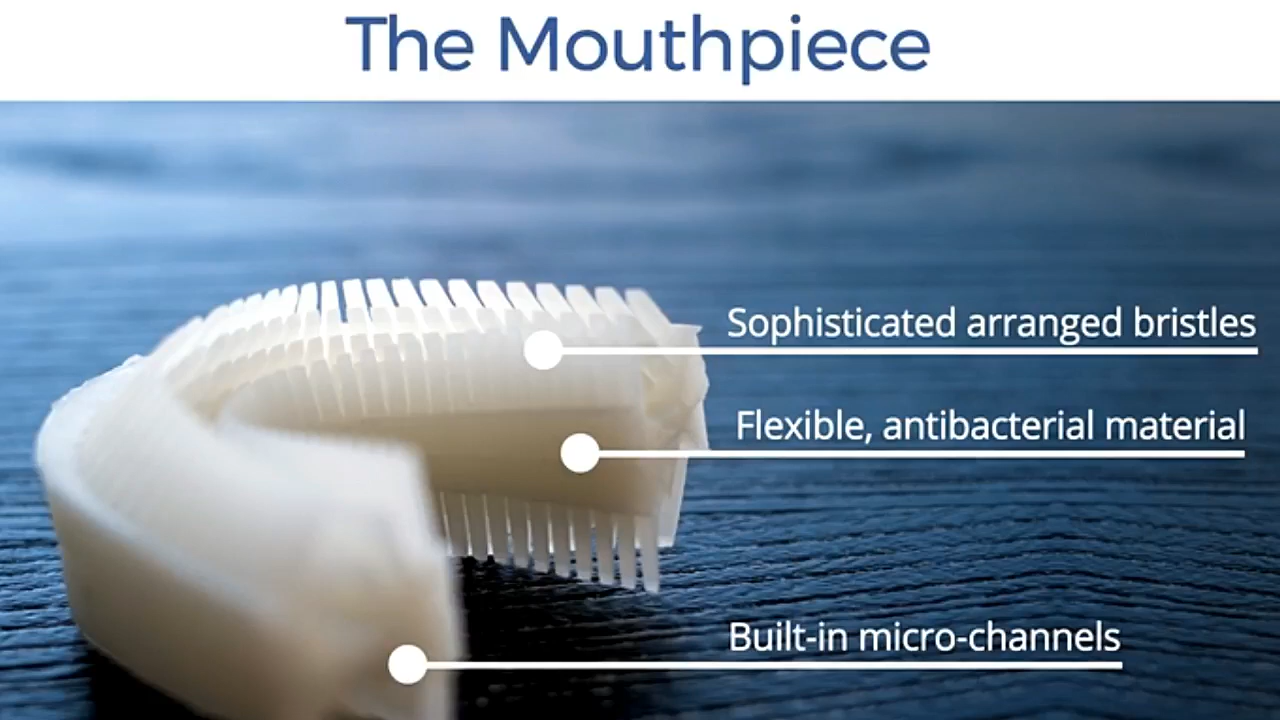 The Mouthpiece
Sophisticated arranged bristles
Flexible, antibacterial material
Built-in micro-channels